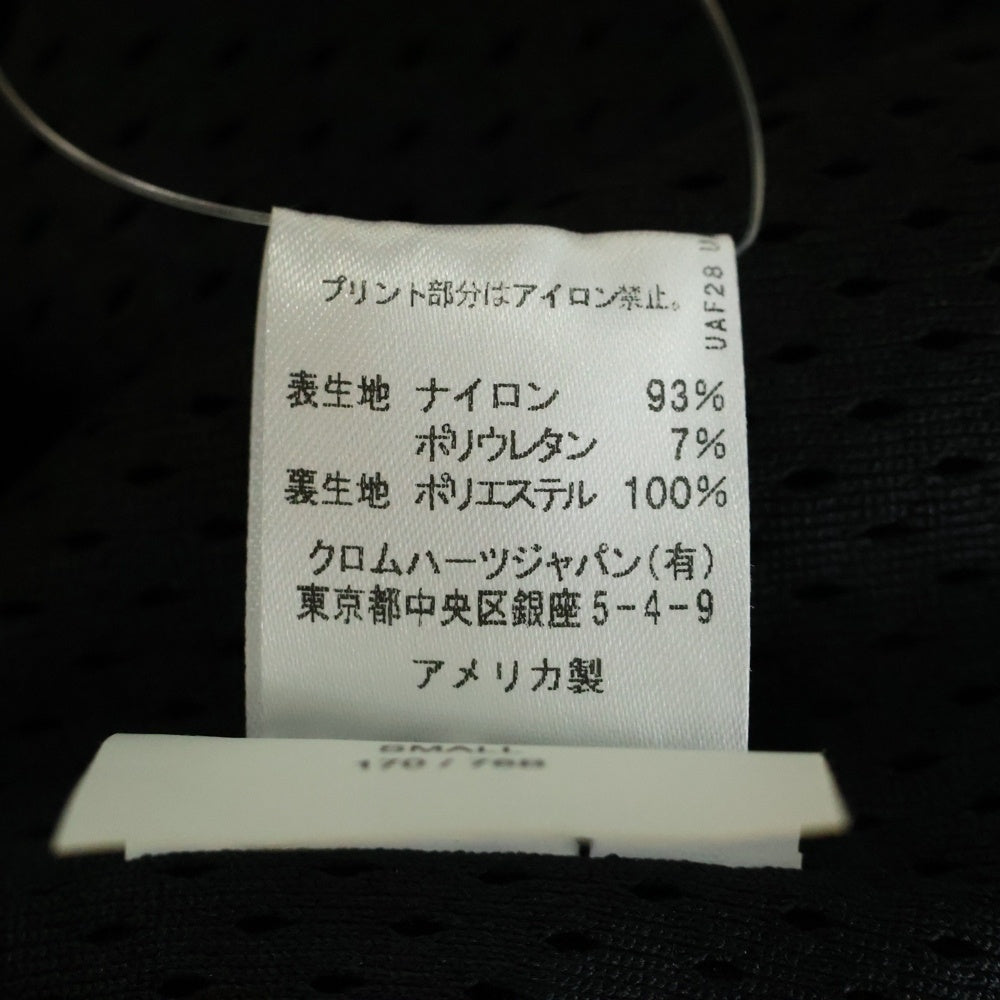 プリント部分はアイロン禁止。
UAF28
表生地 ナイロン 93%
ポリウレタン 7%
裏生地 ポリエステル 100%
クロムハーツジャパン(有)
東京都中央区銀座5-4-9
アメリカ製
SMALL
170 / 76B